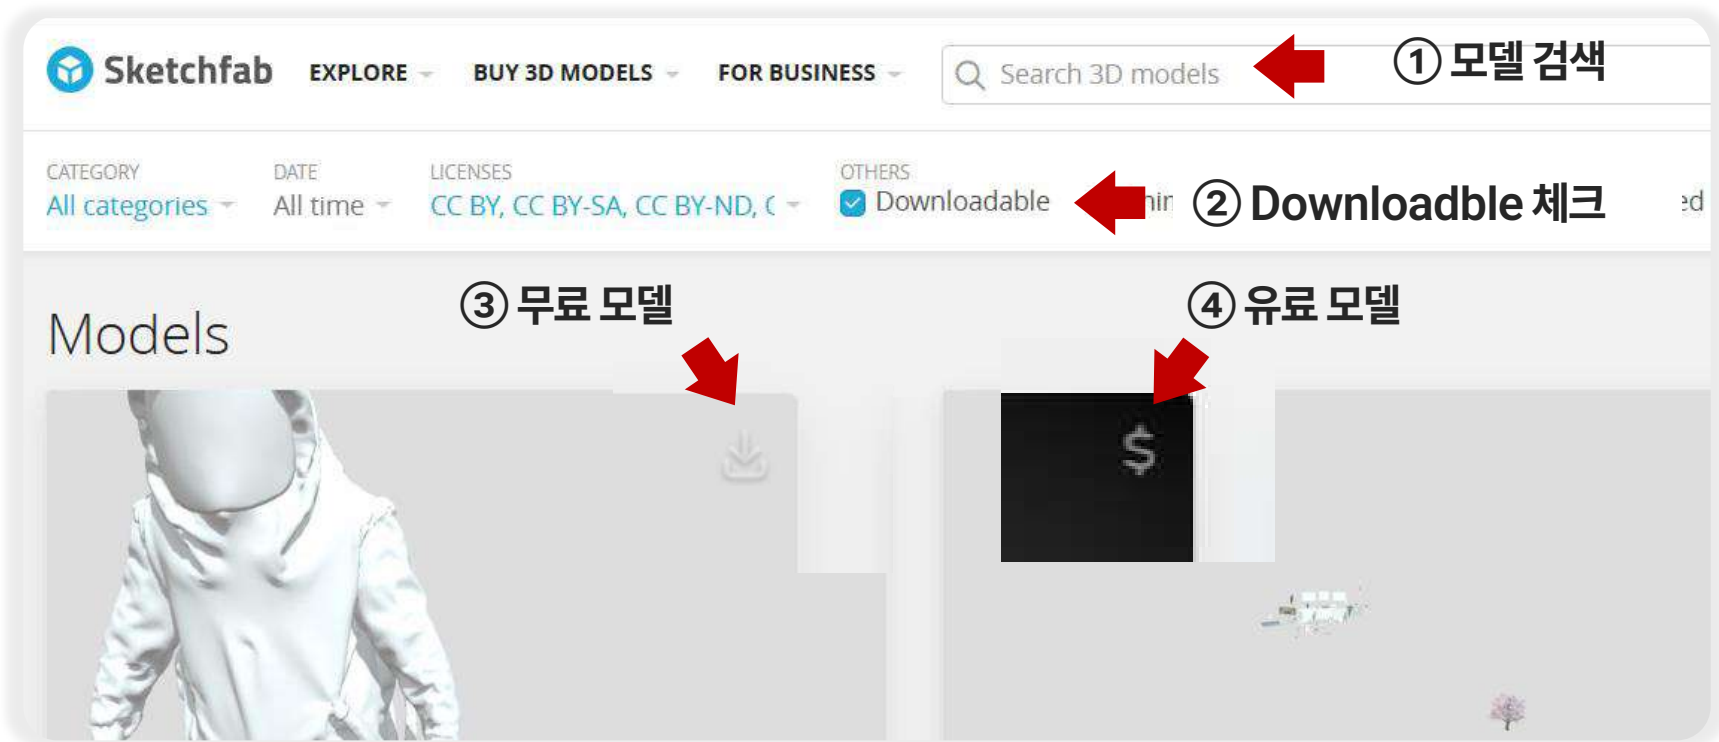 Sketchfab EXPLORE BUY 3D MODELS FOR BUSINESS Search 3D models ① 모델 검색
CATEGORY DATE LICENSES OTHERS
All categories All time CC BY, CC BY-SA, CC BY-ND, Downloadable ② Downloadble 체크
③ 무료 모델 ④ 유료 모델
Models
$